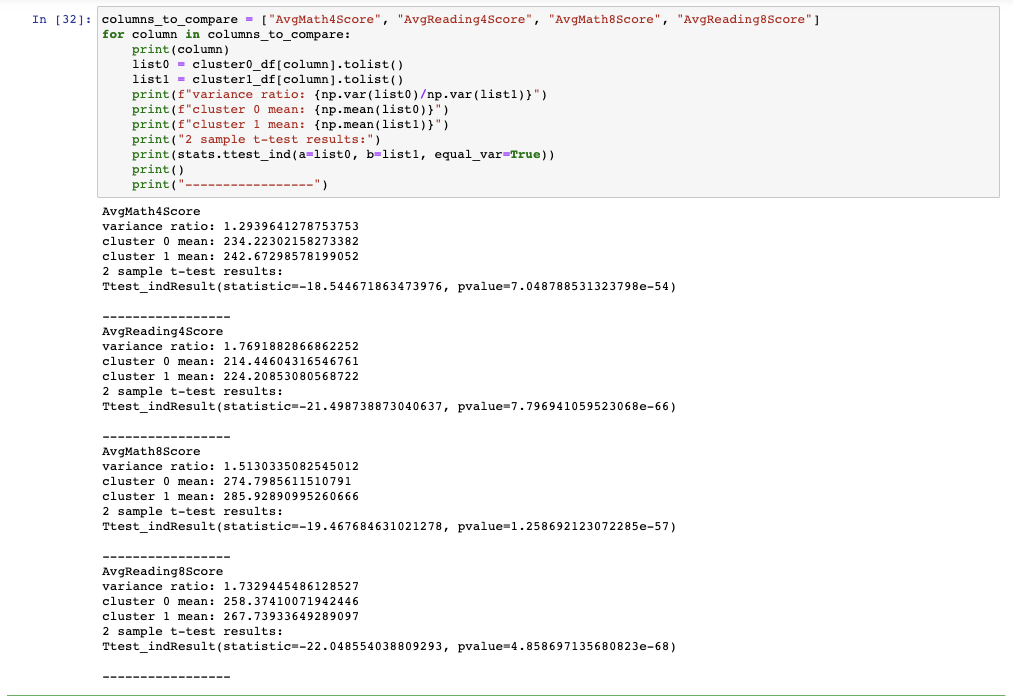 In [32]: columns_to_compare = ["AvgMath4Score", "AvgReading4Score", "AvgMath8Score", "AvgReading8Score"]
for column in columns_to_compare:
    print(column)
    list0 = cluster0_df[column].tolist()
    list1 = cluster1_df[column].tolist()
    print(f"variance ratio: {np.var(list0)/np.var(list1)}")
    print(f"cluster 0 mean: {np.mean(list0)}")
    print(f"cluster 1 mean: {np.mean(list1)}")
    print("2 sample t-test results:")
    print(stats.ttest_ind(a=list0, b=list1, equal_var=True))
    print()
    print("-----------------")
AvgMath4Score
variance ratio: 1.2939641278753753
cluster 0 mean: 234.22302158273382
cluster 1 mean: 242.67298578199052
2 sample t-test results:
Ttest_indResult(statistic=-18.544671863473976, pvalue=7.048788531323798e-54)
-----------------
AvgReading4Score
variance ratio: 1.7691882866862252
cluster 0 mean: 214.44604316546761
cluster 1 mean: 224.20853080568722
2 sample t-test results:
Ttest_indResult(statistic=-21.498738873040637, pvalue=7.796941059523068e-66)
-----------------
AvgMath8Score
variance ratio: 1.5130335082545012
cluster 0 mean: 274.7985611510791
cluster 1 mean: 285.92890995260666
2 sample t-test results:
Ttest_indResult(statistic=-19.467684631021278, pvalue=1.258692123072285e-57)
-----------------
AvgReading8Score
variance ratio: 1.7329445486128527
cluster 0 mean: 258.37410071942446
cluster 1 mean: 267.73933649289097
2 sample t-test results:
Ttest_indResult(statistic=-22.048554038809293, pvalue=4.858697135680823e-68)
-----------------